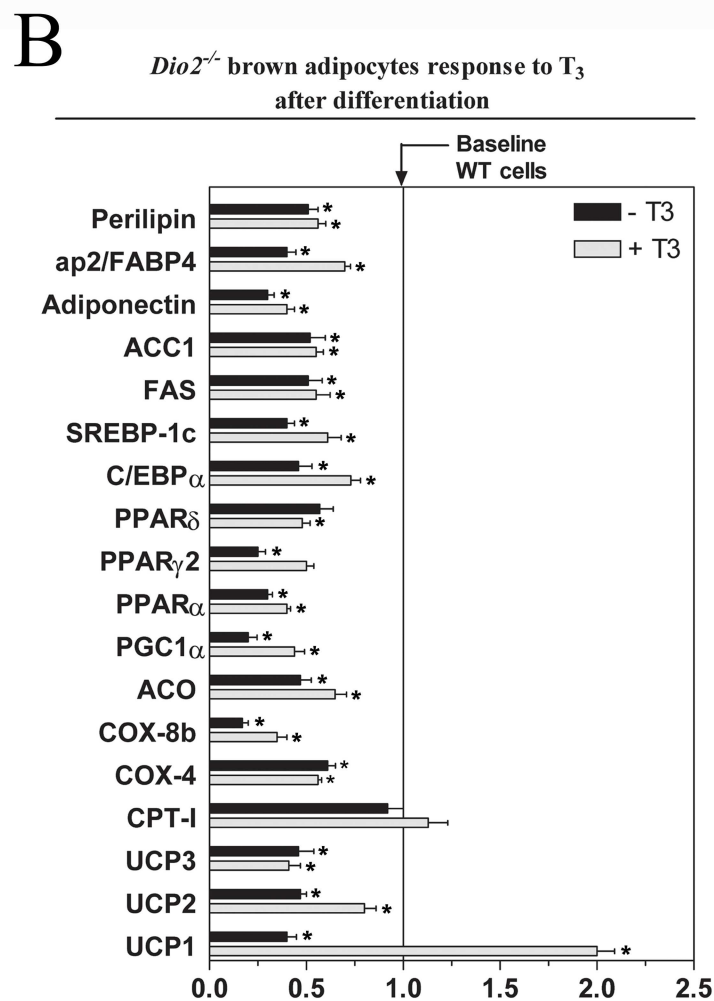 B
Dio2-/- brown adipocytes response to T3
after differentiation
Baseline
WT cells
- T3
+ T3
Perilipin * *
ap2/FABP4 * *
Adiponectin * *
ACC1 * *
FAS * *
SREBP-1c * *
C/EBPα * *
PPARδ *
PPARγ2 *
PPARα * *
PGC1α * *
ACO * *
COX-8b * *
COX-4 * *
CPT-I
UCP3 * *
UCP2 * *
UCP1 * *
0.0 0.5 1.0 1.5 2.0 2.5